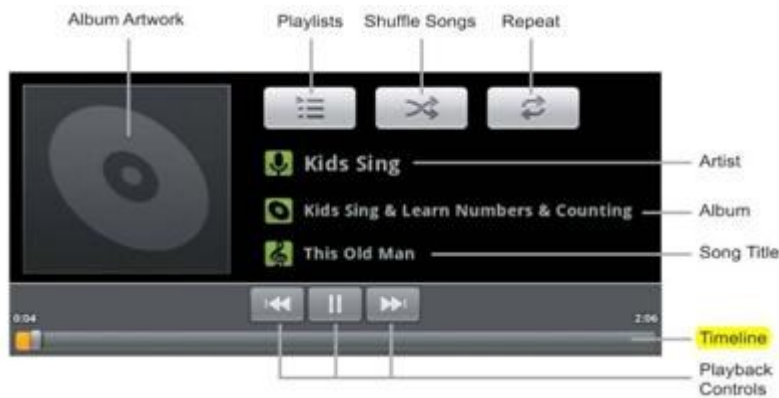 Album Artwork
Playlists
Shuffle Songs
Repeat
Kids Sing
Artist
Kids Sing & Learn Numbers & Counting
Album
This Old Man
Song Title
0:04
2:06
Timeline
Playback
Controls